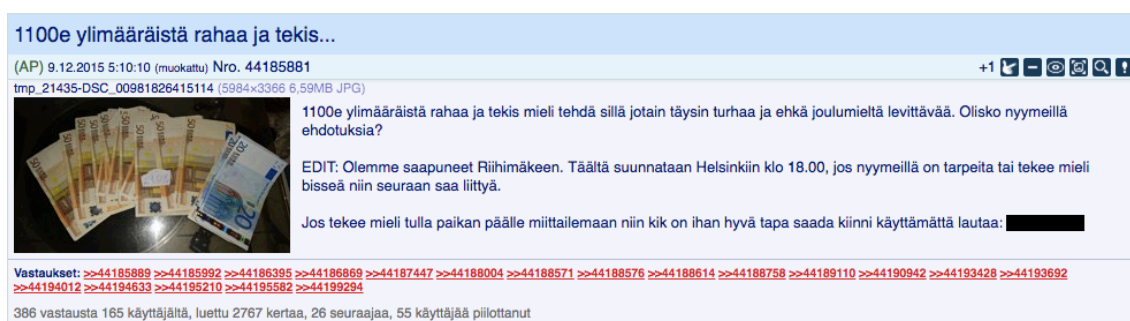 1100e ylimääräistä rahaa ja tekis...
(AP) 9.12.2015 5:10:10 (muokattu) Nro. 44185881
+1
tmp_21435-DSC_00981826415114 (5984×3366 6,59MB JPG)
1100e ylimääräistä rahaa ja tekis mieli tehdä sillä jotain täysin turhaa ja ehkä joulumieltä levittävää. Olisko nyymeillä
ehdotuksia?
EDIT: Olemme saapuneet Riihimäkeen. Täältä suunnataan Helsinkiin klo 18.00, jos nyymeillä on tarpeita tai tekee mieli
bisseä niin seuraan saa liittyä.
Jos tekee mieli tulla paikan päälle miittailemaan niin kik on ihan hyvä tapa saada kiinni käyttämättä lautaa:
Vastaukset: >>44185889 >>44185992 >>44186395 >>44186869 >>44187447 >>44188004 >>44188571 >>44188576 >>44188614 >>44188758 >>44189110 >>44190942 >>44193428 >>44193692
>>44194012 >>44194633 >>44195210 >>44195582 >>44199294
386 vastausta 165 käyttäjältä, luettu 2767 kertaa, 26 seuraajaa, 55 käyttäjää piilottanut